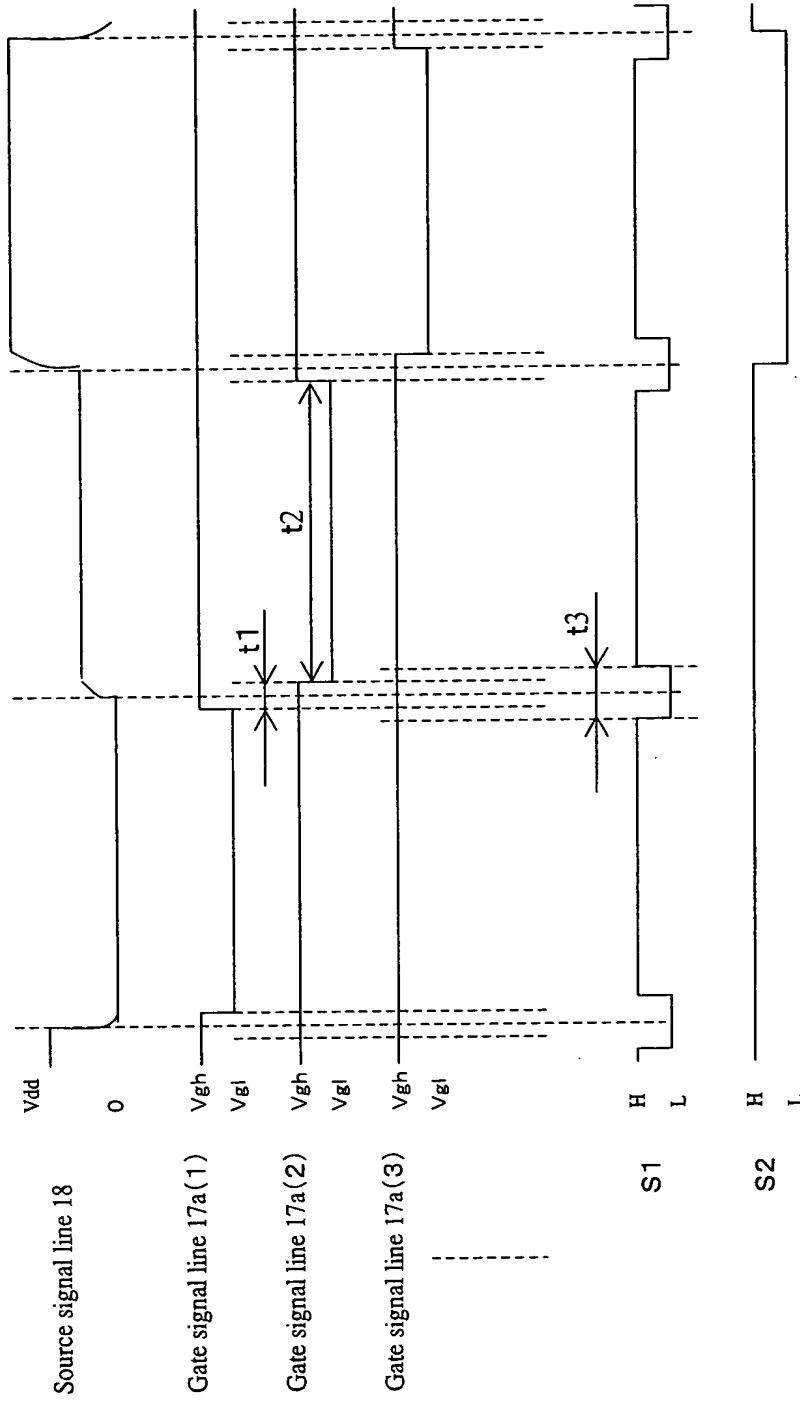 Source signal line 18
Vdd
0
Gate signal line 17a(1)
Vgh
Vgl
t1
Gate signal line 17a(2)
Vgh
Vgl
t2
Gate signal line 17a(3)
Vgh
Vgl
t3
S1
H
L
S2
H
L